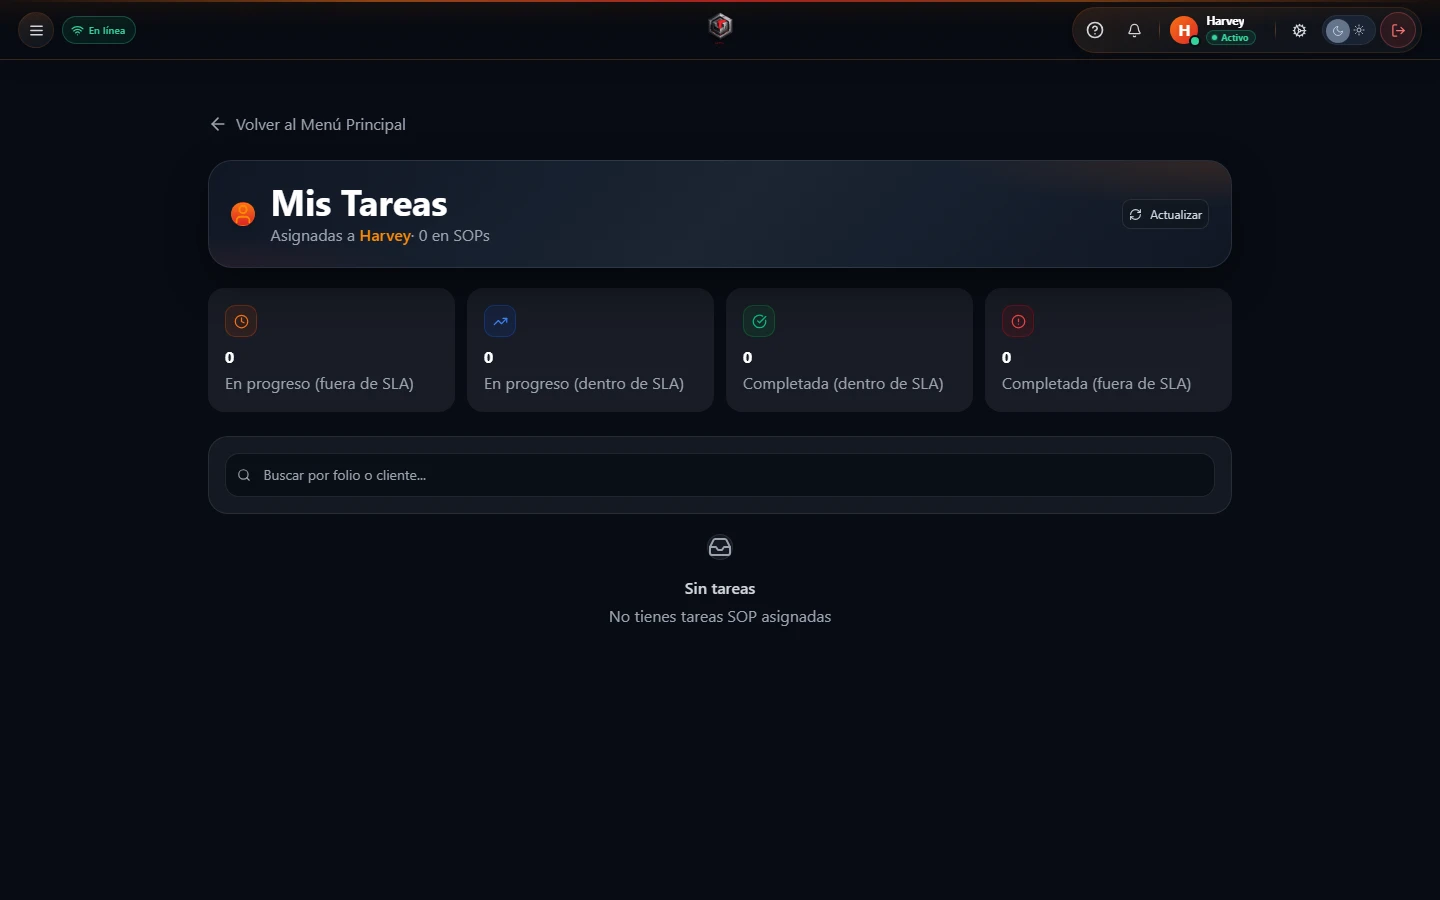 En línea
H
Harvey
Activo
Volver al Menú Principal
Mis Tareas
Asignadas a Harvey· 0 en SOPs
Actualizar
0
En progreso (fuera de SLA)
0
En progreso (dentro de SLA)
0
Completada (dentro de SLA)
0
Completada (fuera de SLA)
Buscar por folio o cliente...
Sin tareas
No tienes tareas SOP asignadas